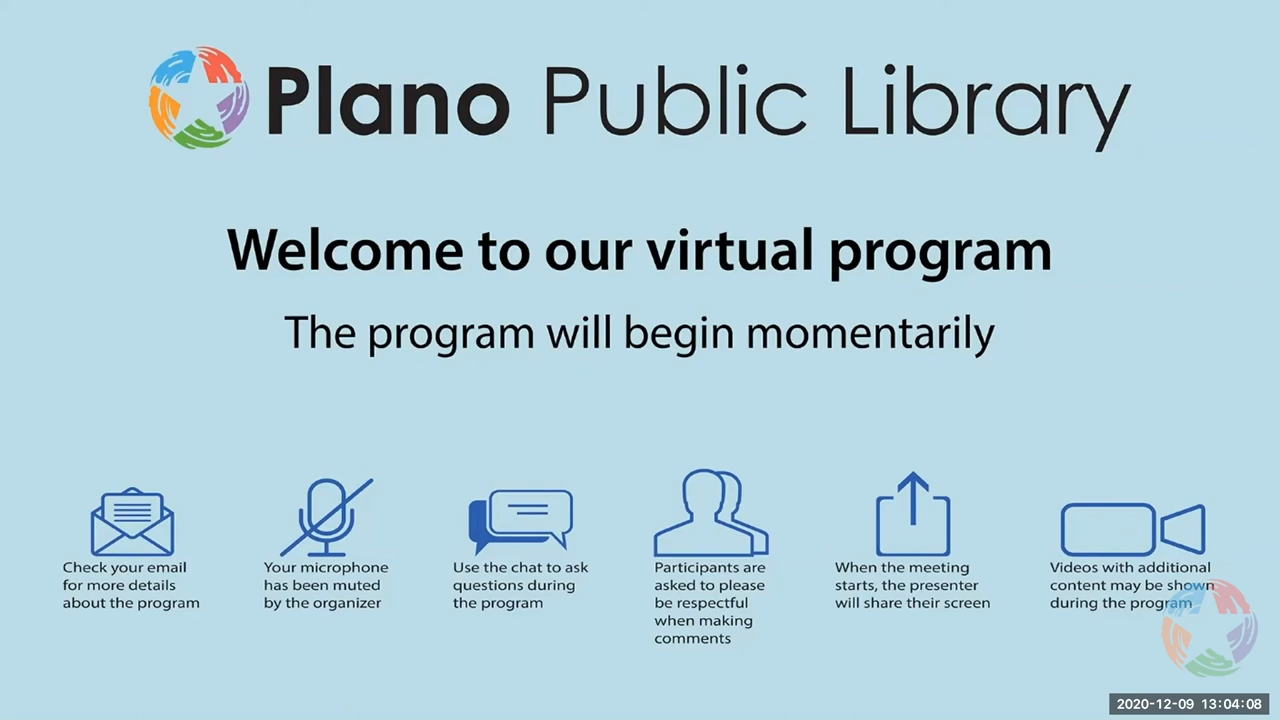 Plano Public Library
Welcome to our virtual program
The program will begin momentarily
Check your email
for more details
about the program
Your microphone
has been muted
by the organizer
Use the chat to ask
questions during
the program
Participants are
asked to please
be respectful
when making
comments
When the meeting
starts, the presenter
will share their screen
Videos with additional
content may be shown
during the program
2020-12-09 13:04:08